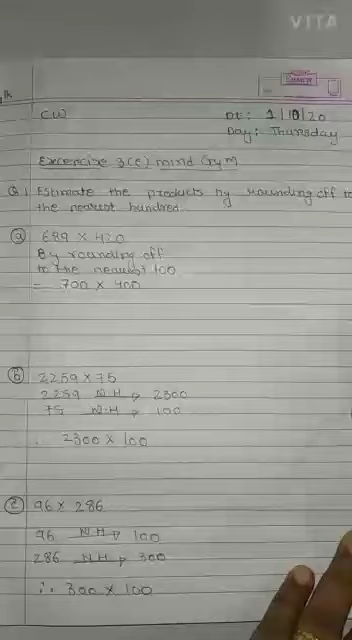 VITA
CW
Dt: 1/10/20
Day: Thursday
Excercise 3(e) mind Gym
Q1 Estimate the products by rounding off to
the nearest hundred.
a 689 × 420
By rounding off
to the nearest 100
= 700 × 400
b 2259 × 75
2259 N.H → 2300
75 N.H → 100
∴ 2300 × 100
c 96 × 286
96 N.H → 100
286 N.H → 300
∴ 300 × 100